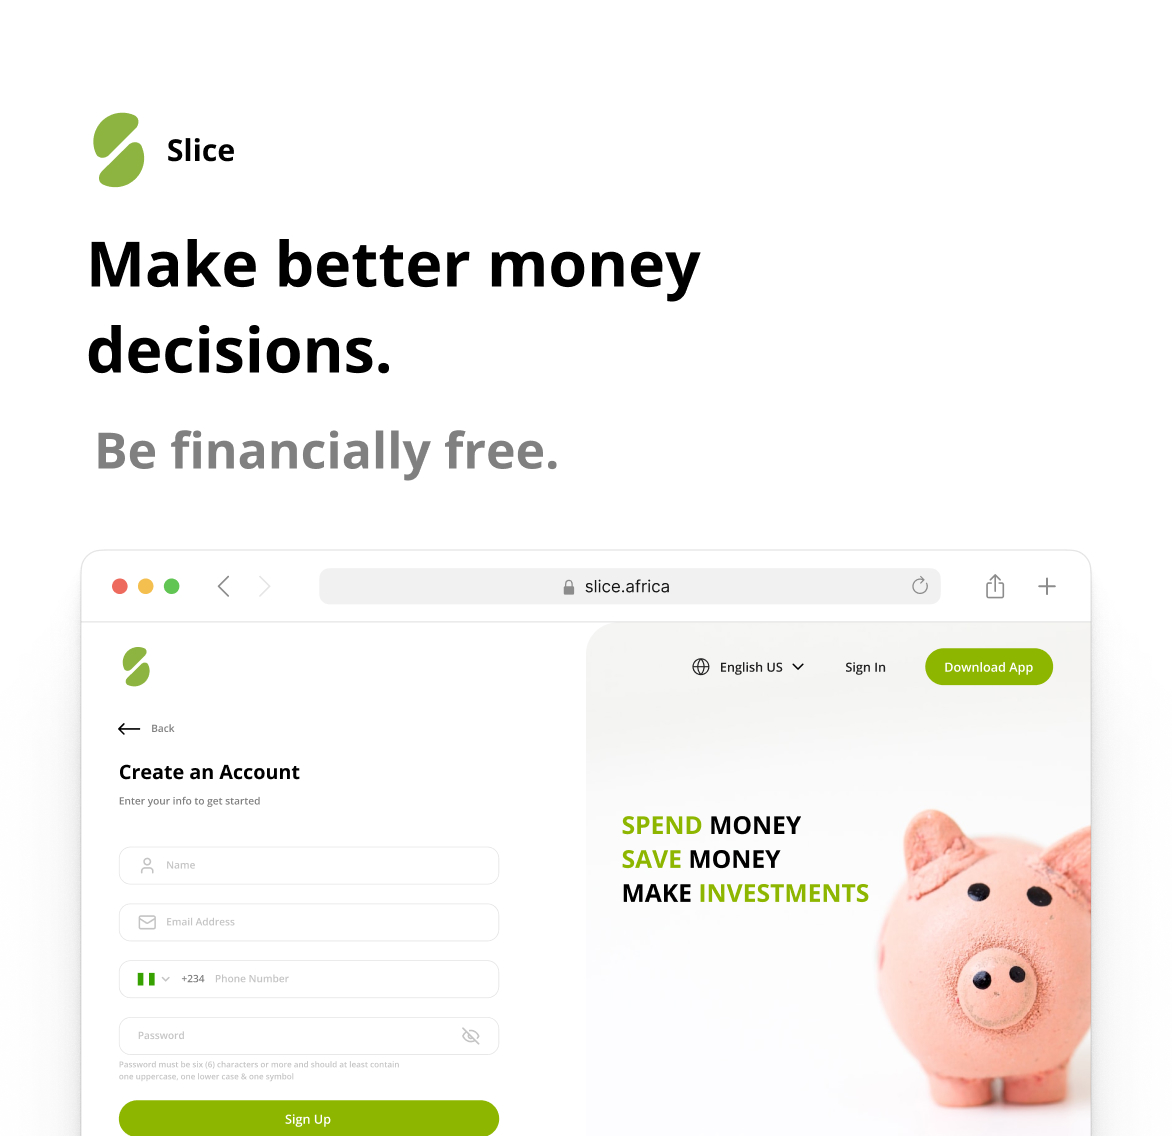 Slice
Make better money
decisions.
Be financially free.
slice.africa
English US
Sign In
Download App
Back
Create an Account
Enter your info to get started
Name
Email Address
+234 Phone Number
Password
Password must be six (6) characters or more and should at least contain
one uppercase, one lower case & one symbol
Sign Up
SPEND MONEY
SAVE MONEY
MAKE INVESTMENTS